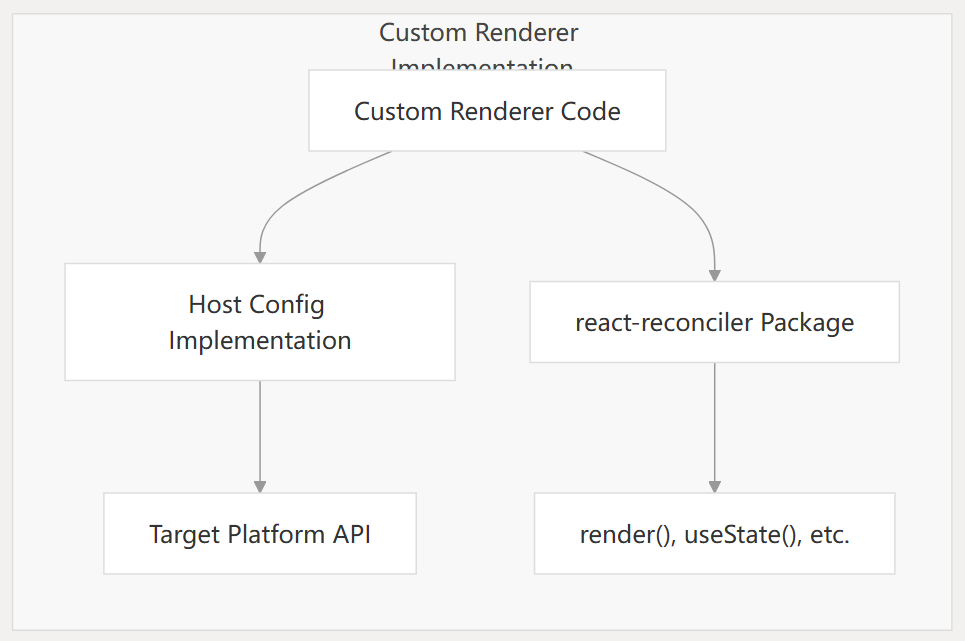 Custom Renderer
Implementation
Custom Renderer Code
Host Config
Implementation
react-reconciler Package
Target Platform API
render(), useState(), etc.